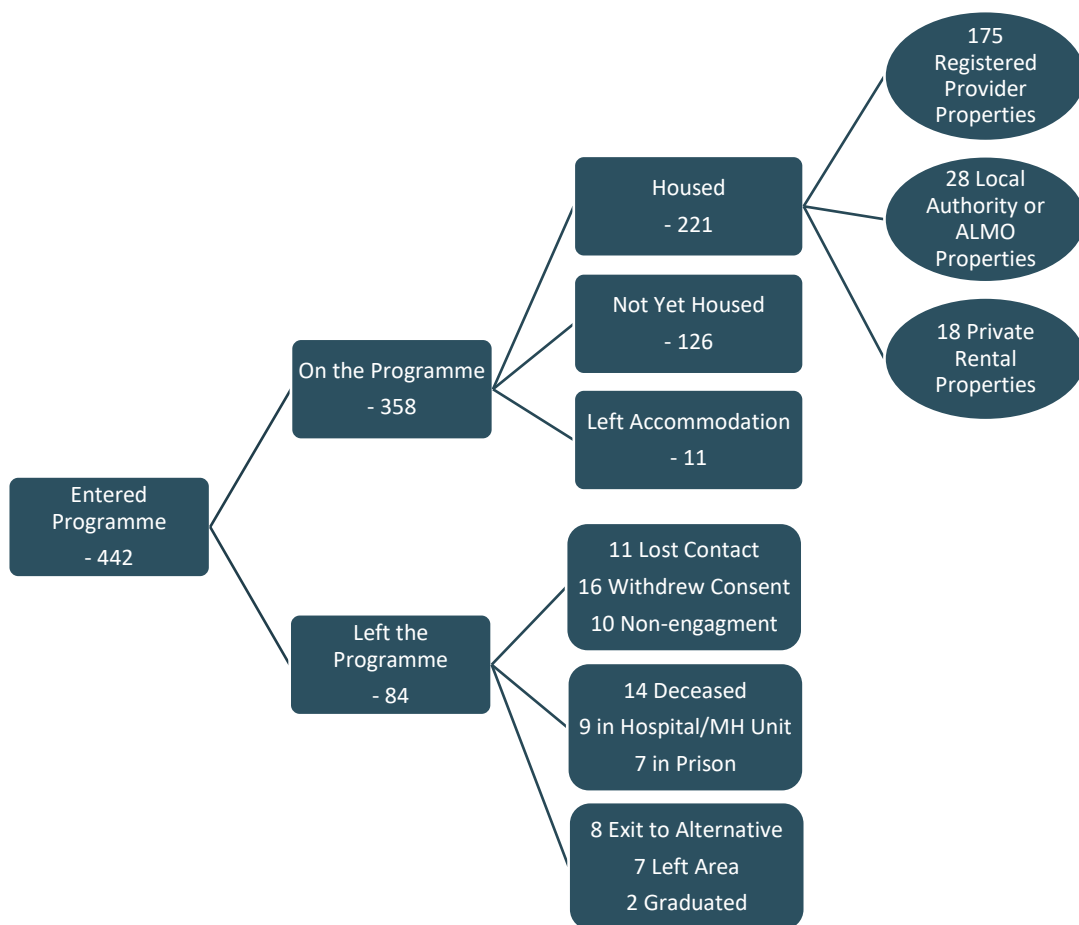 Entered
Programme
- 442
On the Programme
- 358
Left the
Programme
- 84
Housed
- 221
Not Yet Housed
- 126
Left Accommodation
- 11
11 Lost Contact
16 Withdrew Consent
10 Non-engagment
14 Deceased
9 in Hospital/MH Unit
7 in Prison
8 Exit to Alternative
7 Left Area
2 Graduated
175
Registered
Provider
Properties
28 Local
Authority or
ALMO
Properties
18 Private
Rental
Properties